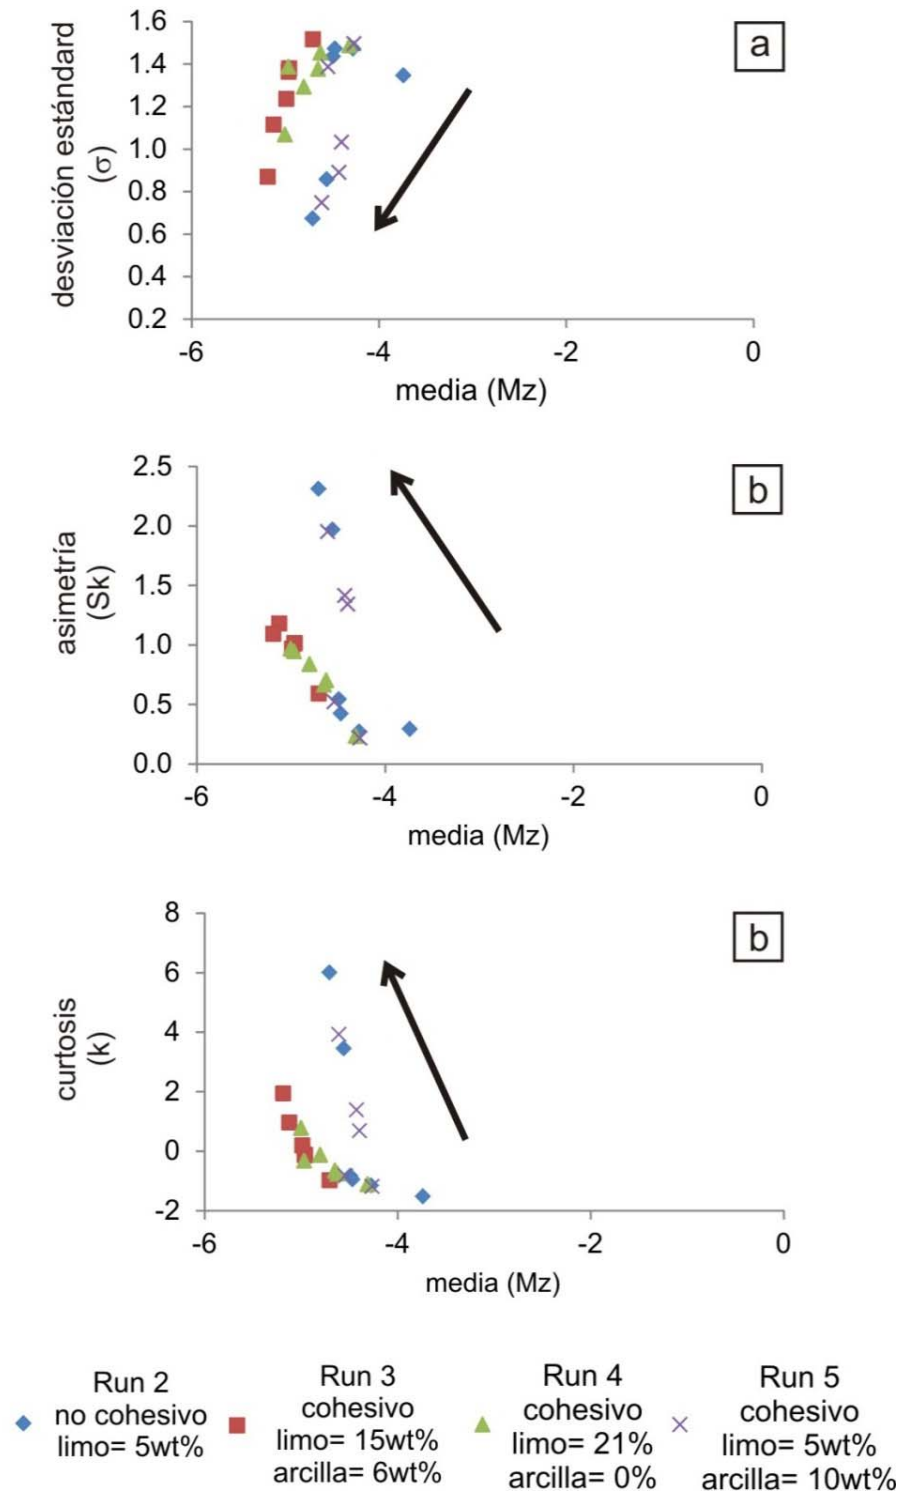 a
desviación estándard
(σ)
1.6
1.4
1.2
1.0
0.8
0.6
0.4
0.2
-6 -4 -2 0
media (Mz)
b
asimetría
(Sk)
2.5
2.0
1.5
1.0
0.5
0.0
-6 -4 -2 0
media (Mz)
b
curtosis
(k)
8
6
4
2
0
-2
-6 -4 -2 0
media (Mz)
Run 2
no cohesivo
limo= 5wt%
Run 3
cohesivo
limo= 15wt%
arcilla= 6wt%
Run 4
cohesivo
limo= 21%
arcilla= 0%
Run 5
cohesivo
limo= 5wt%
arcilla= 10wt%